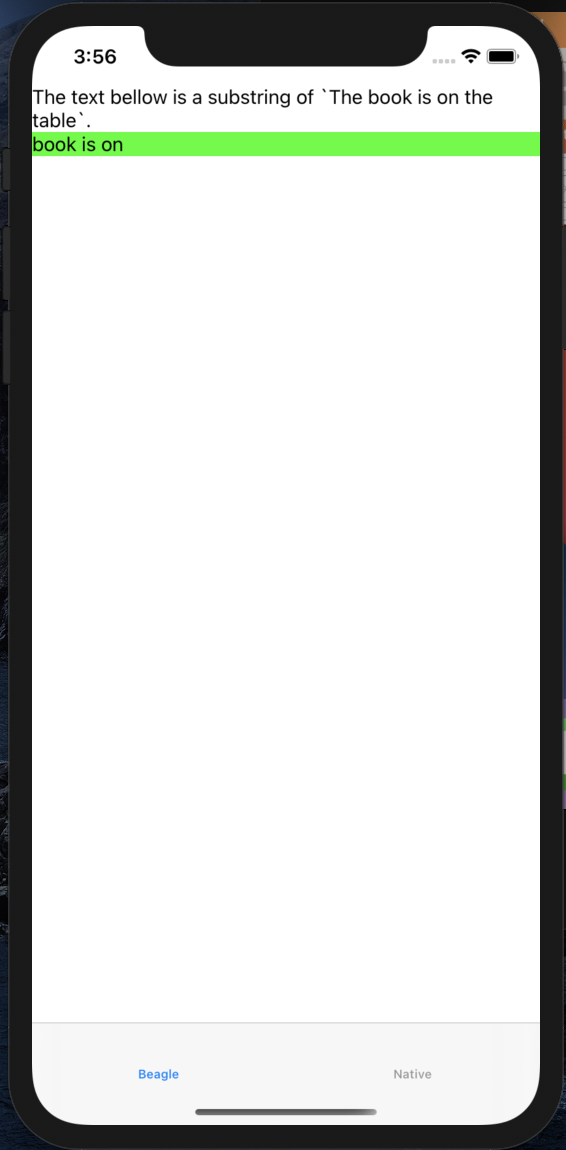 3:56
The text bellow is a substring of `The book is on the
table`.
book is on
Beagle
Native